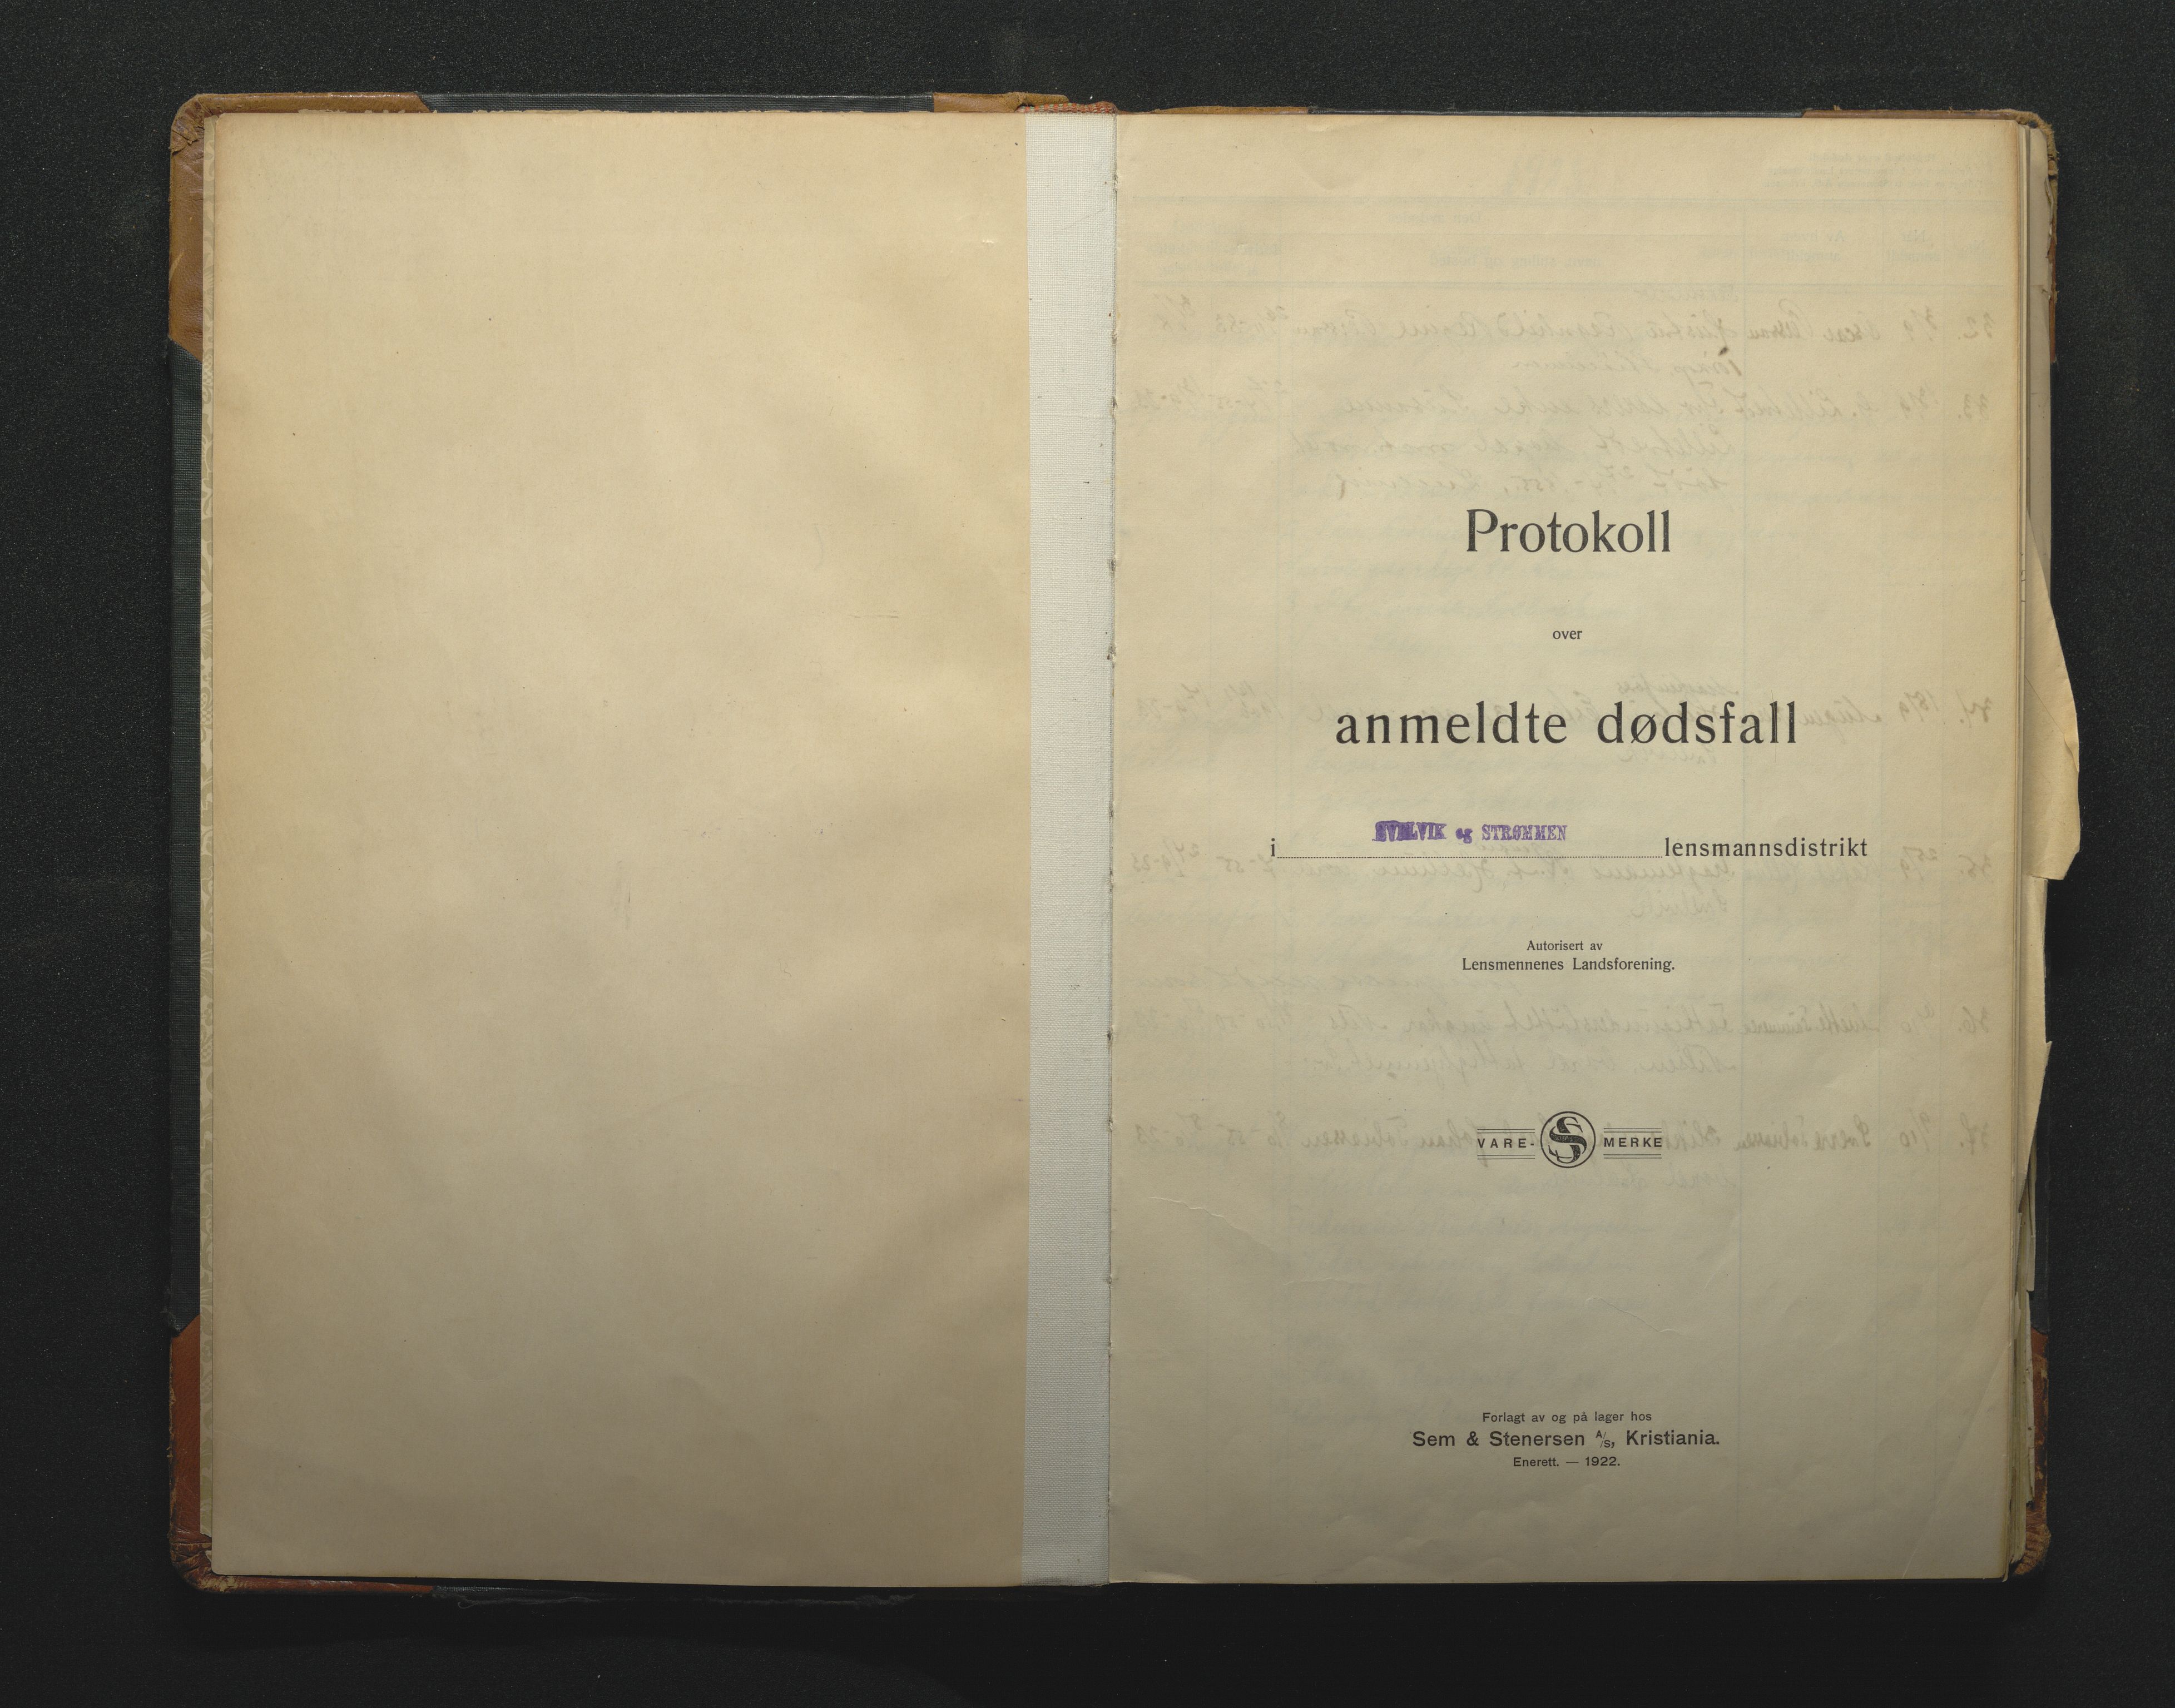 Protokoll
over
anmeldte dødsfall
i SVELVIK og STRØMMEN lensmannsdistrikt
Autorisert av
Lensmennenes Landsforening.
VARE- S MERKE
Forlagt av og på lager hos
Sem & Stenersen A/S, Kristiania.
Enerett. — 1922.